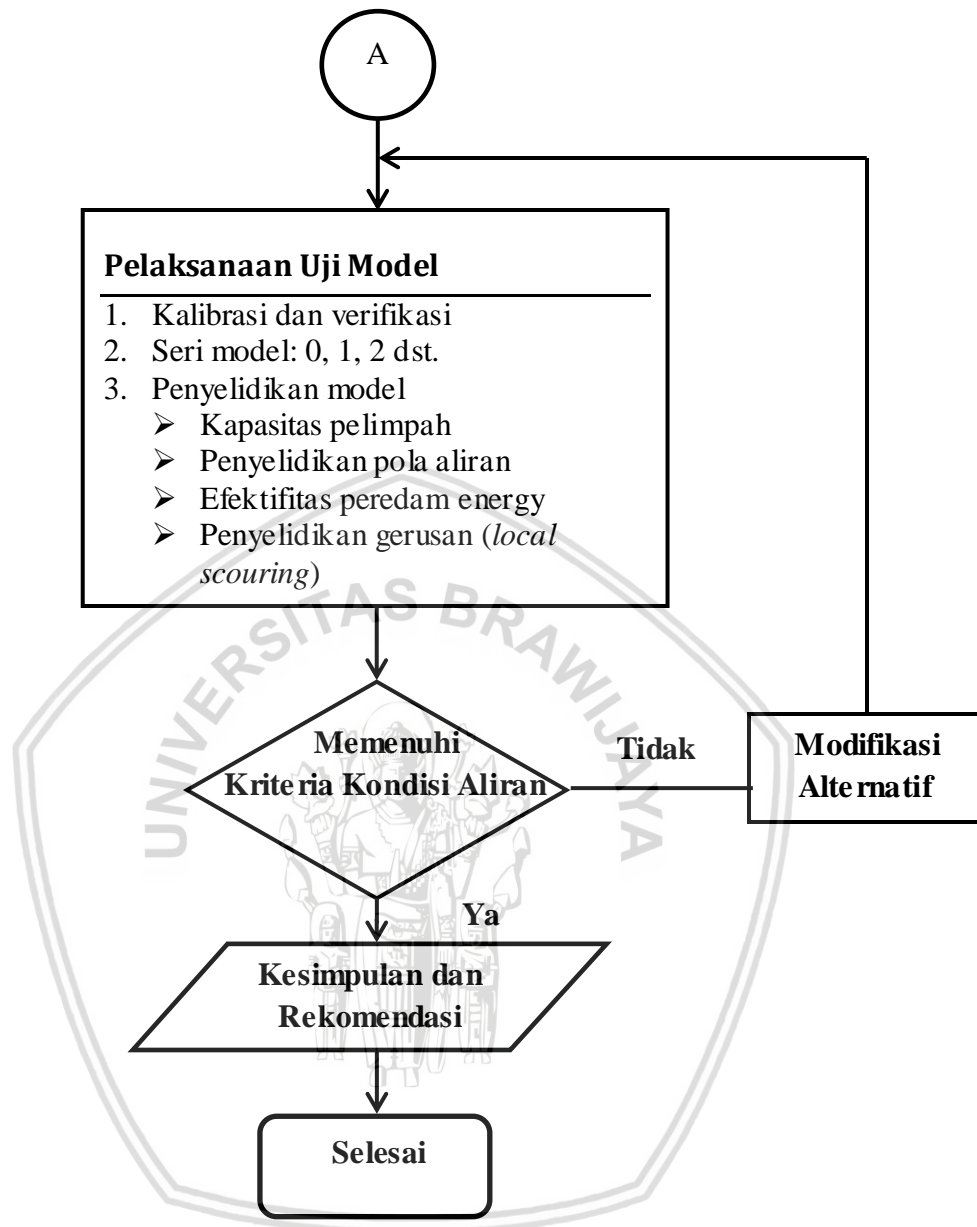 A
Pelaksanaan Uji Model
1. Kalibrasi dan verifikasi
2. Seri model: 0, 1, 2 dst.
3. Penyelidikan model
➢ Kapasitas pelimpah
➢ Penyelidikan pola aliran
➢ Efektifitas peredam energy
➢ Penyelidikan gerusan (local
scouring)
UNIVERSITAS BRAWIJAYA
Memenuhi
Kriteria Kondisi Aliran
Tidak
Modifikasi
Alternatif
Ya
Kesimpulan dan
Rekomendasi
Selesai